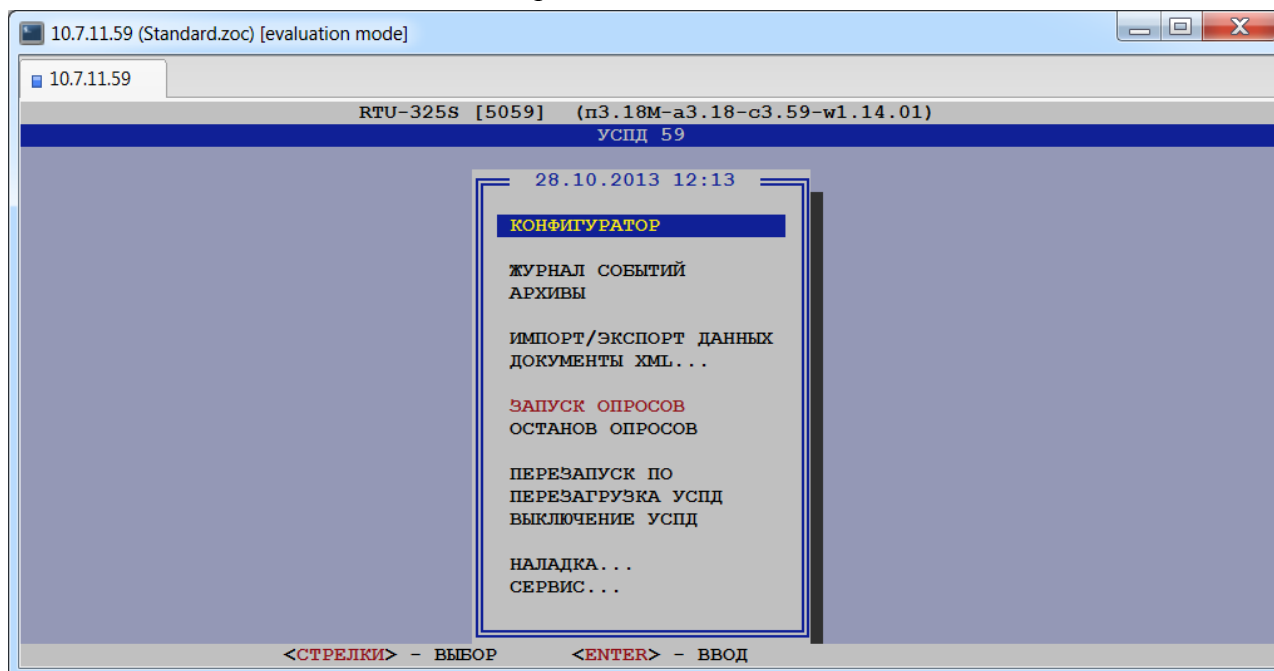 10.7.11.59 (Standard.zoc) [evaluation mode]
10.7.11.59
RTU-325S [5059] (п3.18М-а3.18-с3.59-w1.14.01)
УСПД 59
28.10.2013 12:13
КОНФИГУРАТОР
ЖУРНАЛ СОБЫТИЙ
АРХИВЫ
ИМПОРТ/ЭКСПОРТ ДАННЫХ
ДОКУМЕНТЫ XML...
ЗАПУСК ОПРОСОВ
ОСТАНОВ ОПРОСОВ
ПЕРЕЗАПУСК ПО
ПЕРЕЗАГРУЗКА УСПД
ВЫКЛЮЧЕНИЕ УСПД
НАЛАДКА...
СЕРВИС...
<СТРЕЛКИ> - ВЫБОР <ENTER> - ВВОД